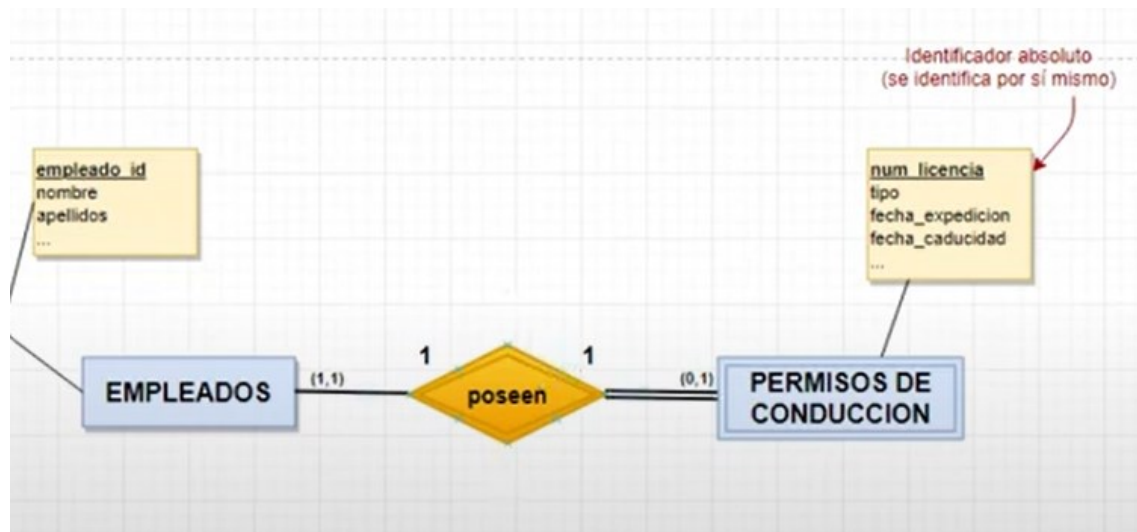 Identificador absoluto
(se identifica por sí mismo)
empleado_id
nombre
apellidos
...
num_licencia
tipo
fecha_expedicion
fecha_caducidad
...
1
1
EMPLEADOS
(1,1)
poseen
(0,1)
PERMISOS DE
CONDUCCION